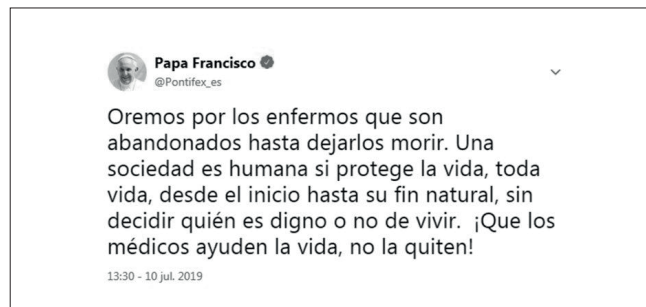 Papa Francisco
@Pontifex_es
Oremos por los enfermos que son
abandonados hasta dejarlos morir. Una
sociedad es humana si protege la vida, toda
vida, desde el inicio hasta su fin natural, sin
decidir quién es digno o no de vivir. ¡Que los
médicos ayuden la vida, no la quiten!
13:30 - 10 jul. 2019